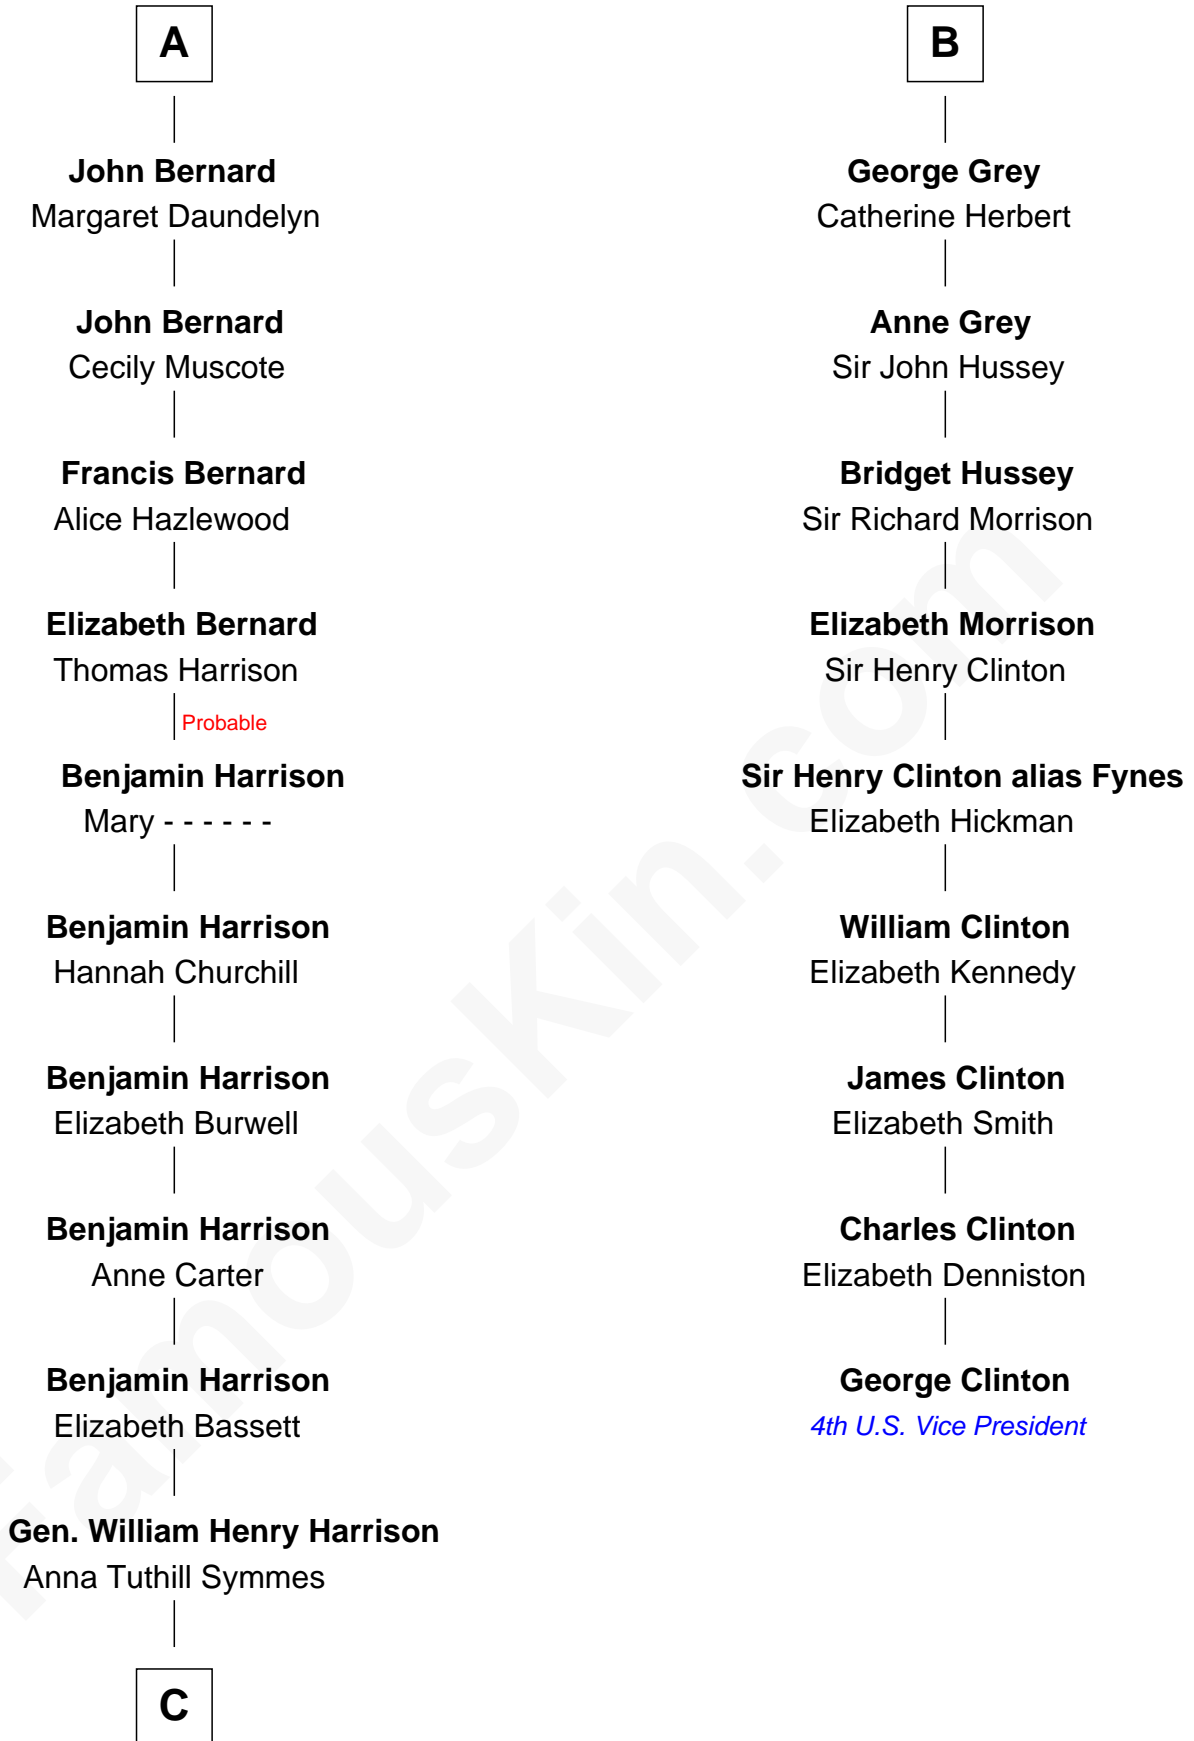 A
John Bernard
Margaret Daundelyn
John Bernard
Cecily Muscote
Francis Bernard
Alice Hazlewood
Elizabeth Bernard
Thomas Harrison
Probable
Benjamin Harrison
Mary - - - - - -
Benjamin Harrison
Hannah Churchill
Benjamin Harrison
Elizabeth Burwell
Benjamin Harrison
Anne Carter
Benjamin Harrison
Elizabeth Bassett
Gen. William Henry Harrison
Anna Tuthill Symmes
C
B
George Grey
Catherine Herbert
Anne Grey
Sir John Hussey
Bridget Hussey
Sir Richard Morrison
Elizabeth Morrison
Sir Henry Clinton
Sir Henry Clinton alias Fynes
Elizabeth Hickman
William Clinton
Elizabeth Kennedy
James Clinton
Elizabeth Smith
Charles Clinton
Elizabeth Denniston
George Clinton
4th U.S. Vice President
FamousKin.com